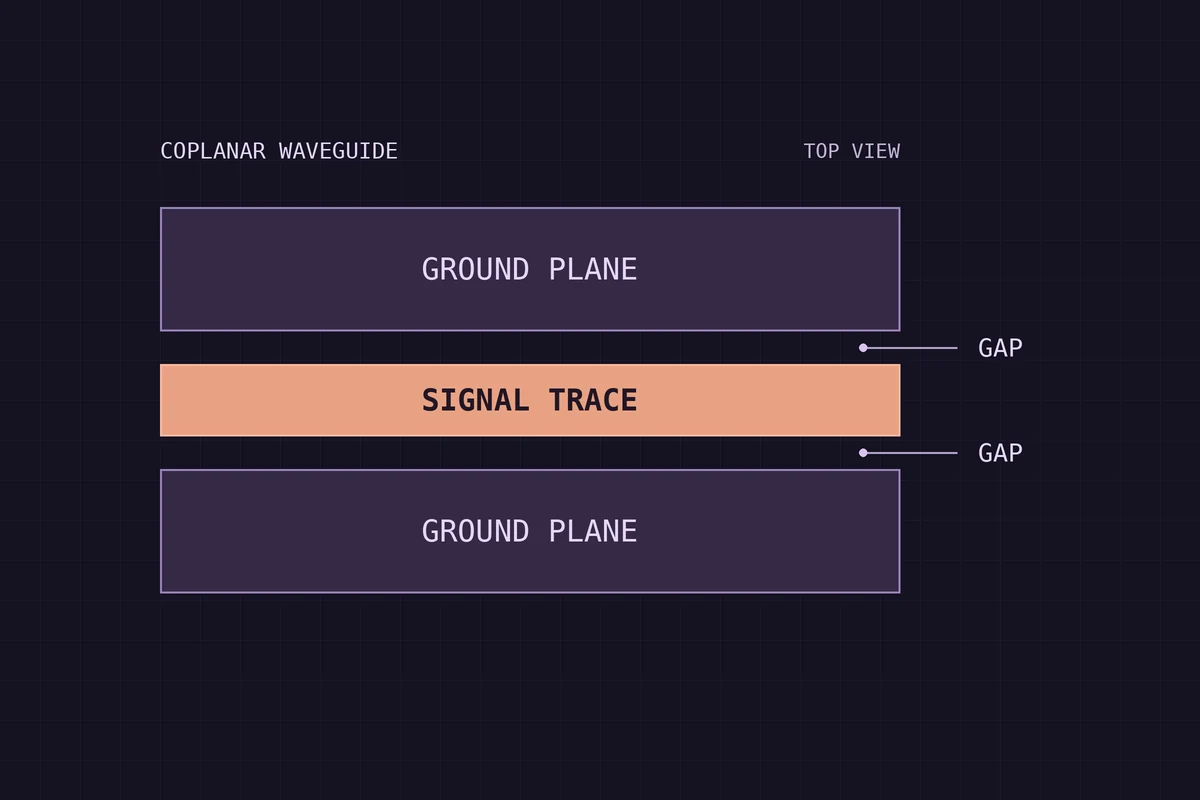 COPLANAR WAVEGUIDE
TOP VIEW
GROUND PLANE
GAP
SIGNAL TRACE
GAP
GROUND PLANE